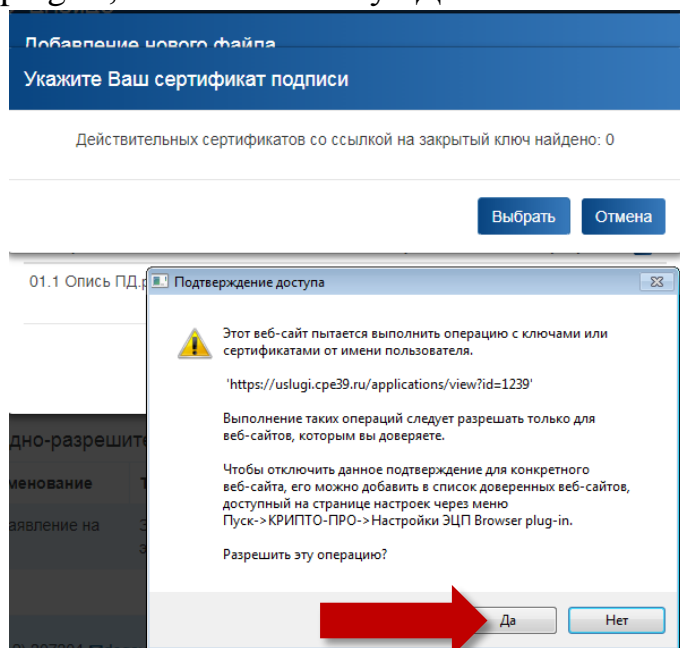 Добавление нового файла
Укажите Ваш сертификат подписи
Действительных сертификатов со ссылкой на закрытый ключ найдено: 0
Выбрать Отмена
01.1 Опись ПД.р
Подтверждение доступа
Этот веб-сайт пытается выполнить операцию с ключами или
сертификатами от имени пользователя.
'https://uslugi.cpe39.ru/applications/view?id=1239'
Выполнение таких операций следует разрешать только для
веб-сайтов, которым вы доверяете.
Чтобы отключить данное подтверждение для конкретного
веб-сайта, его можно добавить в список доверенных веб-сайтов,
доступный на странице настроек через меню
Пуск->КРИПТО-ПРО->Настройки ЭЦП Browser plug-in.
Разрешить эту операцию?
Да Нет
дно-разрешите
менование
аявление на